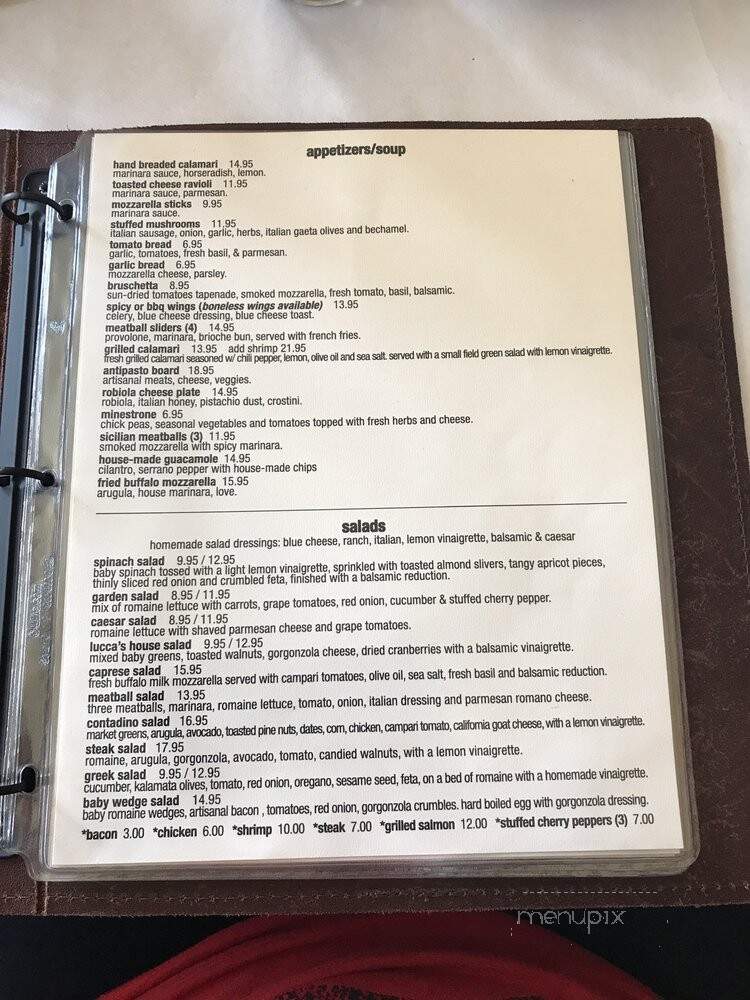 appetizers/soup
hand breaded calamari 14.95
marinara sauce, horseradish, lemon.
toasted cheese ravioli 11.95
marinara sauce, parmesan.
mozzarella sticks 9.95
marinara sauce.
stuffed mushrooms 11.95
italian sausage, onion, garlic, herbs, italian gaeta olives and bechamel.
tomato bread 6.95
garlic, tomatoes, fresh basil, & parmesan.
garlic bread 6.95
mozzarella cheese, parsley.
bruschetta 8.95
sun-dried tomatoes tapenade, smoked mozzarella, fresh tomato, basil, balsamic.
spicy or bbq wings (boneless wings available) 13.95
celery, blue cheese dressing, blue cheese toast.
meatball sliders (4) 14.95
provolone, marinara, brioche bun, served with french fries.
grilled calamari 13.95 add shrimp 21.95
fresh grilled calamari seasoned w/ chili pepper, lemon, olive oil and sea salt. served with a small field green salad with lemon vinaigrette.
antipasto board 18.95
artisanal meats, cheese, veggies.
robiola cheese plate 14.95
robiola, italian honey, pistachio dust, crostini.
minestrone 6.95
chick peas, seasonal vegetables and tomatoes topped with fresh herbs and cheese.
sicilian meatballs (3) 11.95
smoked mozzarella with spicy marinara.
house-made guacamole 14.95
cilantro, serrano pepper with house-made chips
fried buffalo mozzarella 15.95
arugula, house marinara, love.
salads
homemade salad dressings: blue cheese, ranch, italian, lemon vinaigrette, balsamic & caesar
spinach salad 9.95 / 12.95
baby spinach tossed with a light lemon vinaigrette, sprinkled with toasted almond slivers, tangy apricot pieces,
thinly sliced red onion and crumbled feta, finished with a balsamic reduction.
garden salad 8.95 / 11.95
mix of romaine lettuce with carrots, grape tomatoes, red onion, cucumber & stuffed cherry pepper.
caesar salad 8.95 / 11.95
romaine lettuce with shaved parmesan cheese and grape tomatoes.
lucca's house salad 9.95 / 12.95
mixed baby greens, toasted walnuts, gorgonzola cheese, dried cranberries with a balsamic vinaigrette.
caprese salad 15.95
fresh buffalo milk mozzarella served with campari tomatoes, olive oil, sea salt, fresh basil and balsamic reduction.
meatball salad 13.95
three meatballs, marinara, romaine lettuce, tomato, onion, italian dressing and parmesan romano cheese.
contadino salad 16.95
market greens, arugula, avocado, toasted pine nuts, dates, corn, chicken, campari tomato, california goat cheese, with a lemon vinaigrette.
steak salad 17.95
romaine, arugula, gorgonzola, avocado, tomato, candied walnuts, with a lemon vinaigrette.
greek salad 9.95 / 12.95
cucumber, kalamata olives, tomato, red onion, oregano, sesame seed, feta, on a bed of romaine with a homemade vinaigrette.
baby wedge salad 14.95
baby romaine wedges, artisanal bacon , tomatoes, red onion, gorgonzola crumbles. hard boiled egg with gorgonzola dressing.
*bacon 3.00 *chicken 6.00 *shrimp 10.00 *steak 7.00 *grilled salmon 12.00 *stuffed cherry peppers (3) 7.00
menupix